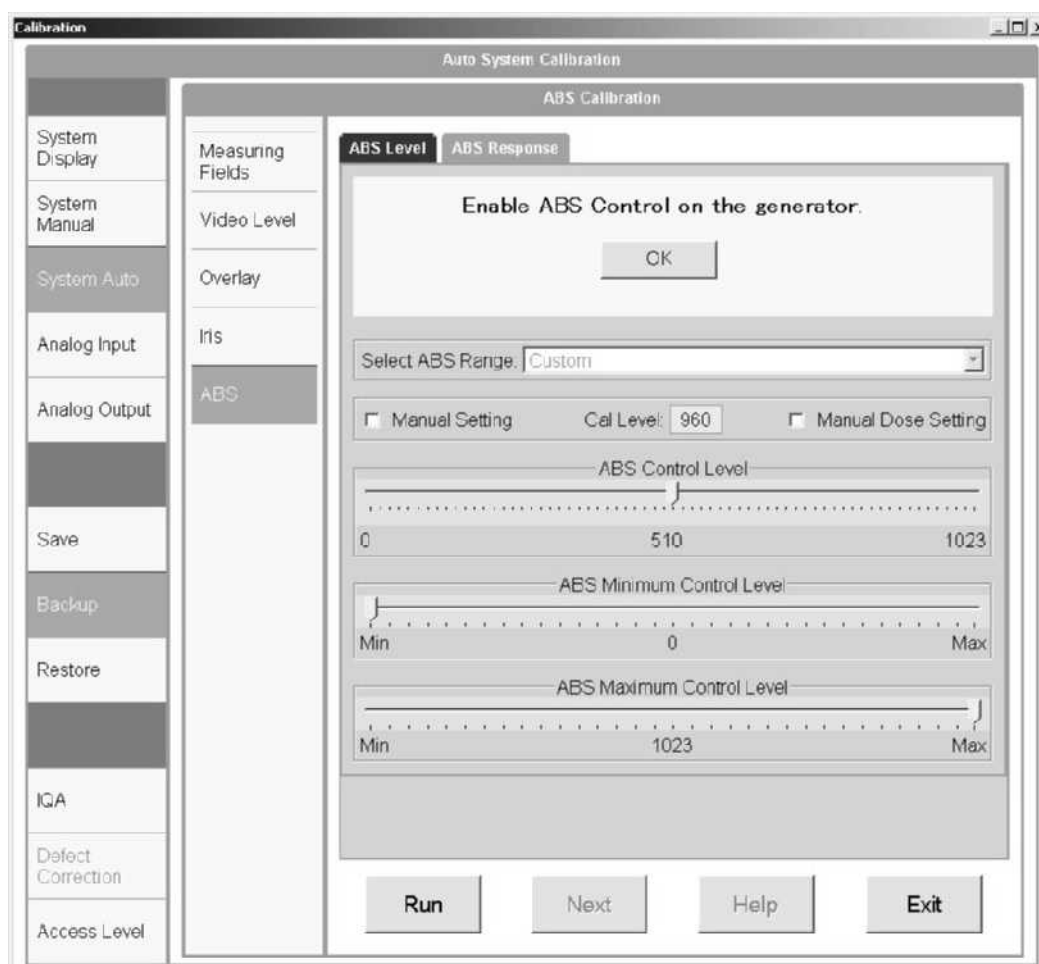 Calibration
Auto System Calibration
ABS Calibration
System
Display
System
Manual
System Auto
Analog Input
Analog Output
Save
Backup
Restore
IQA
Defect
Correction
Access Level
Measuring
Fields
Video Level
Overlay
Iris
ABS
ABS Level
ABS Response
Enable ABS Control on the generator.
OK
Select ABS Range: Custom
Manual Setting
Cal Level: 960
Manual Dose Setting
ABS Control Level
0 510 1023
ABS Minimum Control Level
Min 0 Max
ABS Maximum Control Level
Min 1023 Max
Run
Next
Help
Exit